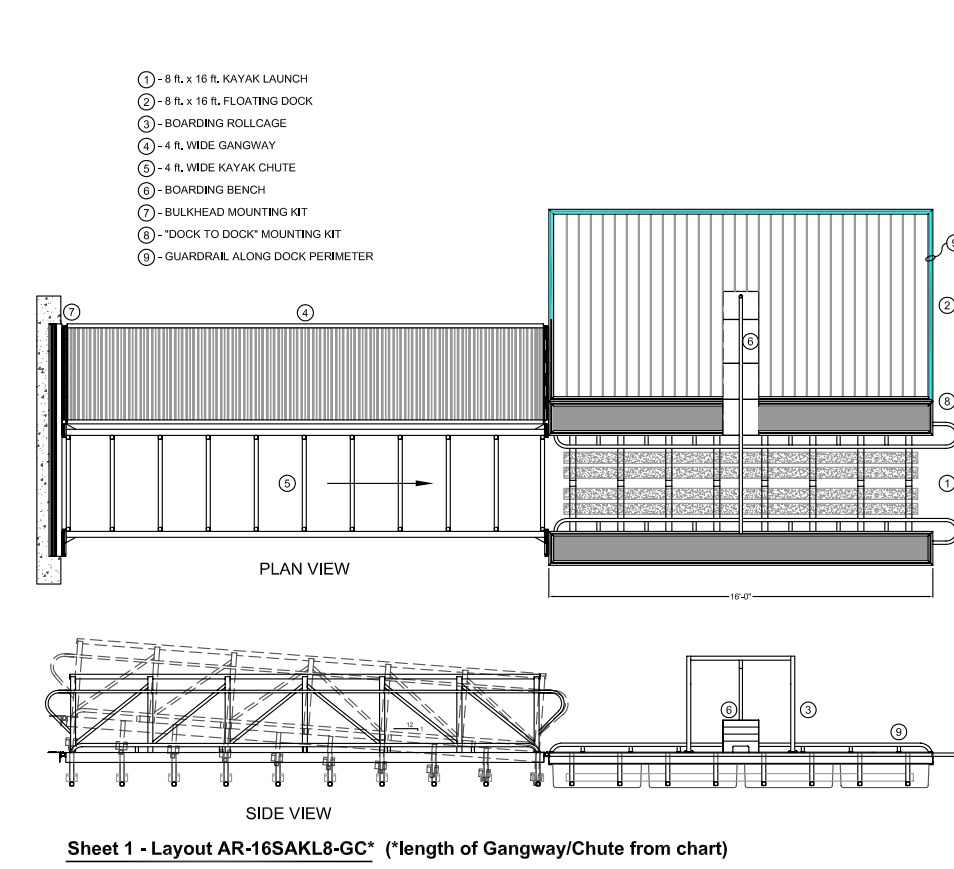 ① - 8 ft. x 16 ft. KAYAK LAUNCH
② - 8 ft. x 16 ft. FLOATING DOCK
③ - BOARDING ROLLCAGE
④ - 4 ft. WIDE GANGWAY
⑤ - 4 ft. WIDE KAYAK CHUTE
⑥ - BOARDING BENCH
⑦ - BULKHEAD MOUNTING KIT
⑧ - "DOCK TO DOCK" MOUNTING KIT
⑨ - GUARDRAIL ALONG DOCK PERIMETER
⑨
②
⑦
④
⑥
⑧
⑤
①
PLAN VIEW
16'-0"
⑥
③
12
⑨
SIDE VIEW
Sheet 1 - Layout AR-16SAKL8-GC* (*length of Gangway/Chute from chart)